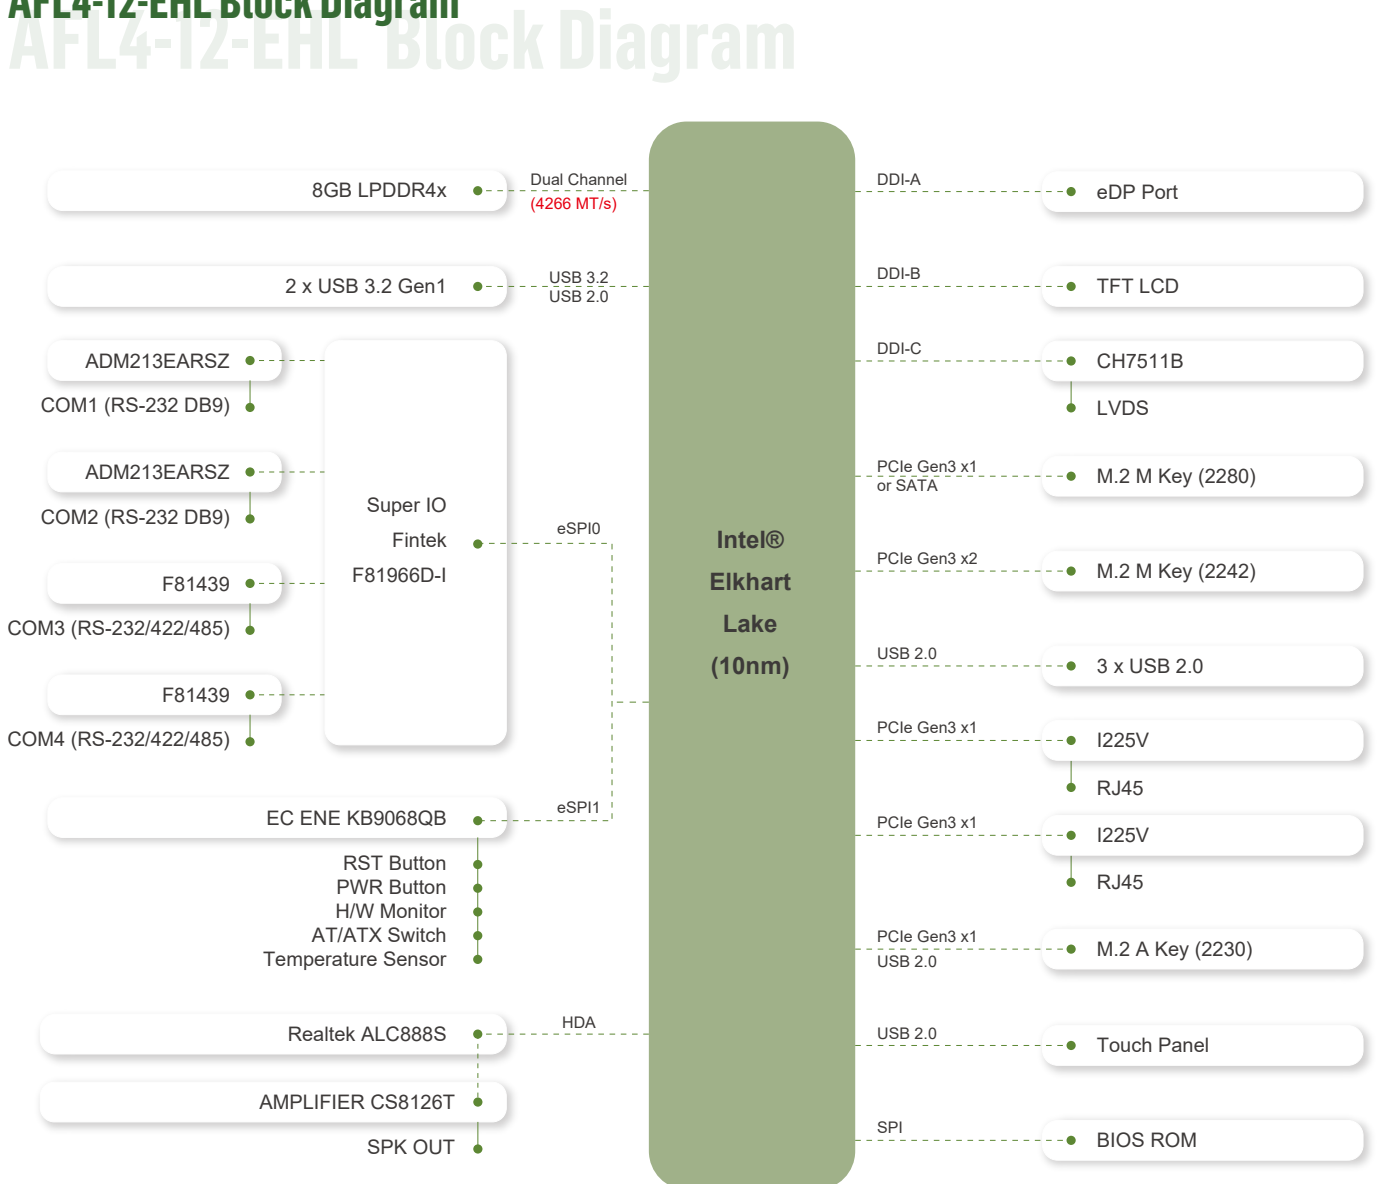 AFL4-12-EHL Block Diagram
AFL4-12-EHL Block Diagram
8GB LPDDR4x
Dual Channel
(4266 MT/s)
2 x USB 3.2 Gen1
USB 3.2
USB 2.0
ADM213EARSZ
COM1 (RS-232 DB9)
ADM213EARSZ
COM2 (RS-232 DB9)
F81439
COM3 (RS-232/422/485)
F81439
COM4 (RS-232/422/485)
Super IO
Fintek
F81966D-I
eSPI0
EC ENE KB9068QB
eSPI1
RST Button
PWR Button
H/W Monitor
AT/ATX Switch
Temperature Sensor
Realtek ALC888S
HDA
AMPLIFIER CS8126T
SPK OUT
Intel®
Elkhart
Lake
(10nm)
DDI-A
eDP Port
DDI-B
TFT LCD
DDI-C
CH7511B
LVDS
PCIe Gen3 x1
or SATA
M.2 M Key (2280)
PCIe Gen3 x2
M.2 M Key (2242)
USB 2.0
3 x USB 2.0
PCIe Gen3 x1
I225V
RJ45
PCIe Gen3 x1
I225V
RJ45
PCIe Gen3 x1
USB 2.0
M.2 A Key (2230)
USB 2.0
Touch Panel
SPI
BIOS ROM